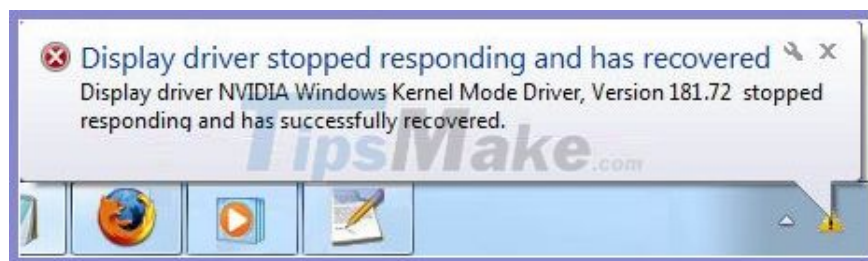 Display driver stopped responding and has recovered
Display driver NVIDIA Windows Kernel Mode Driver, Version 181.72 stopped
responding and has successfully recovered.
TipsMake.com